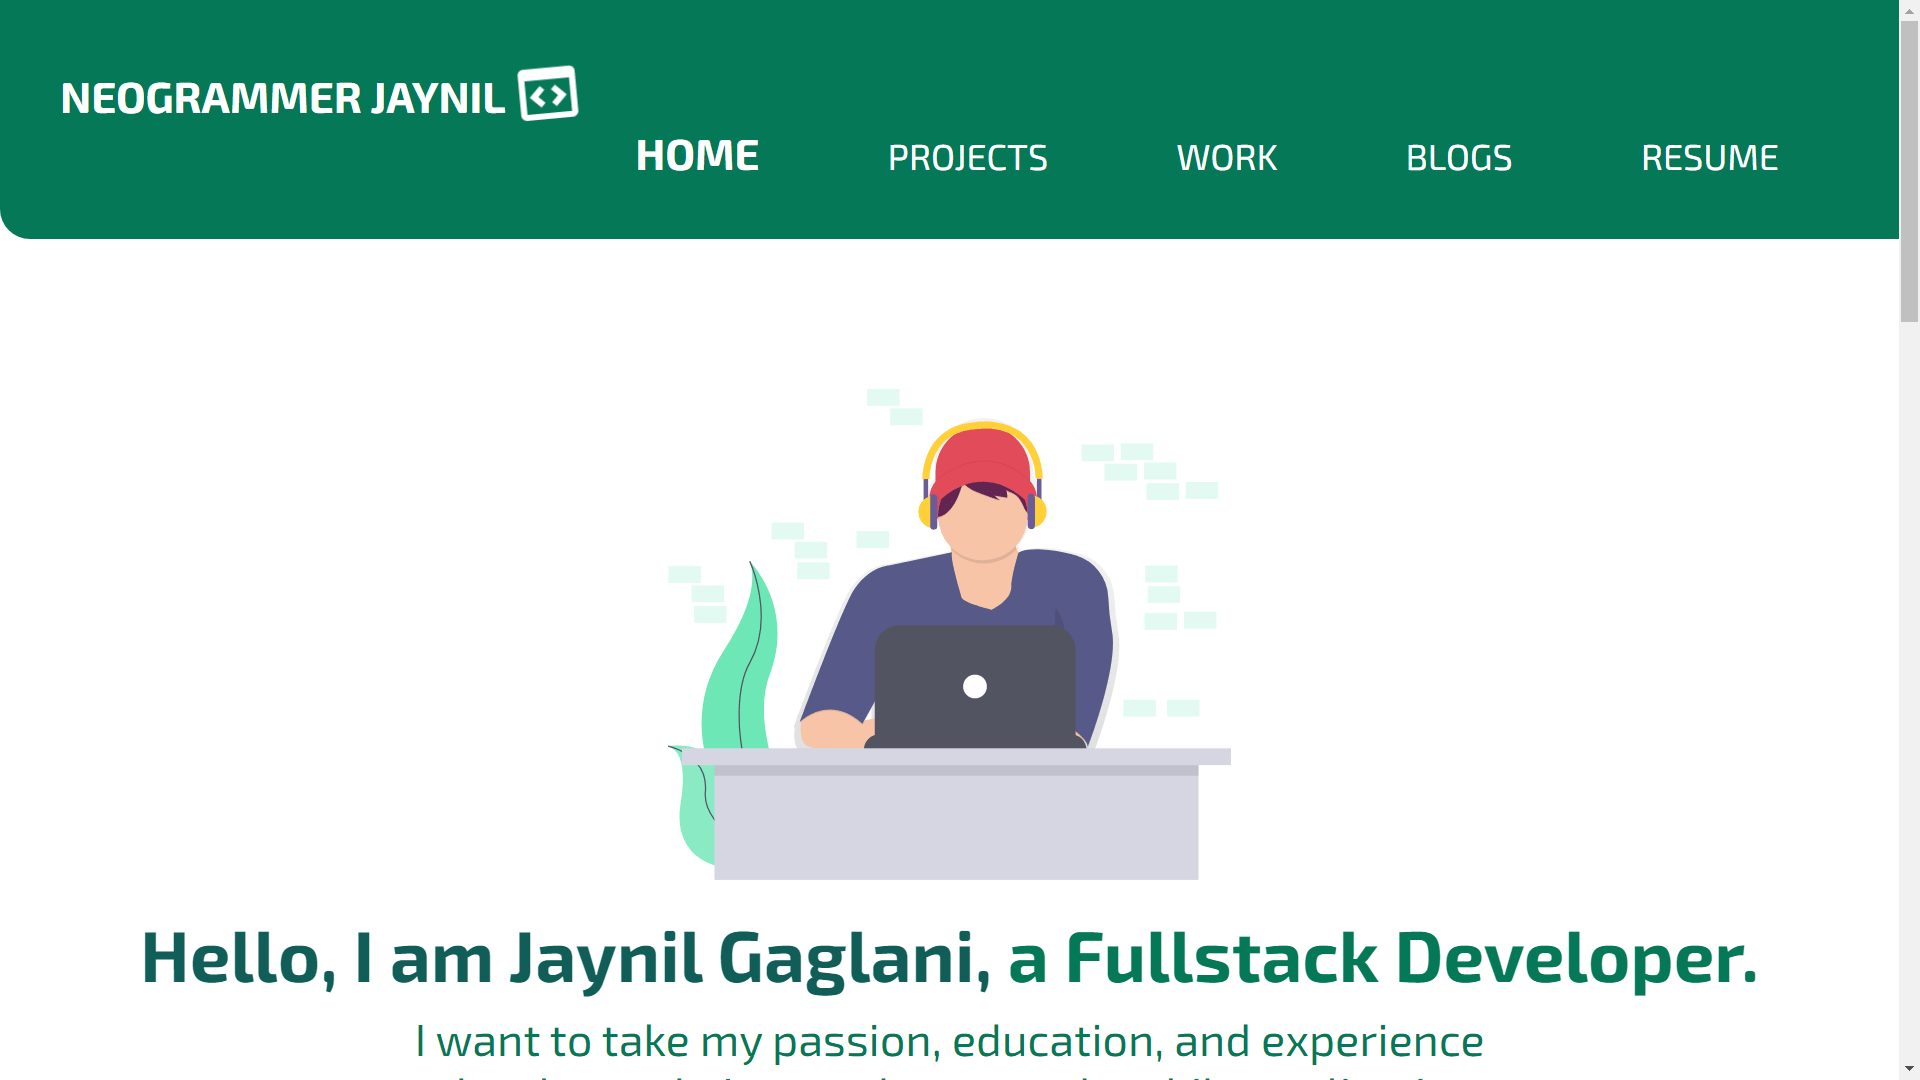 NEOGRAMMER JAYNIL
HOME PROJECTS WORK BLOGS RESUME
Hello, I am Jaynil Gaglani, a Fullstack Developer.
I want to take my passion, education, and experience